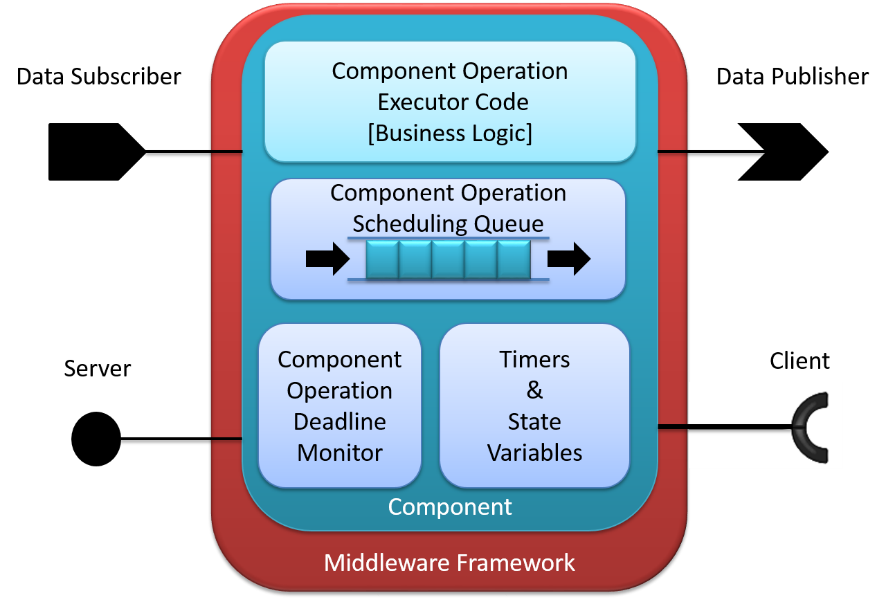 Data Subscriber
Component Operation
Executor Code
[Business Logic]
Data Publisher
Component Operation
Scheduling Queue
Server
Component
Operation
Deadline
Monitor
Timers
&
State
Variables
Client
Component
Middleware Framework